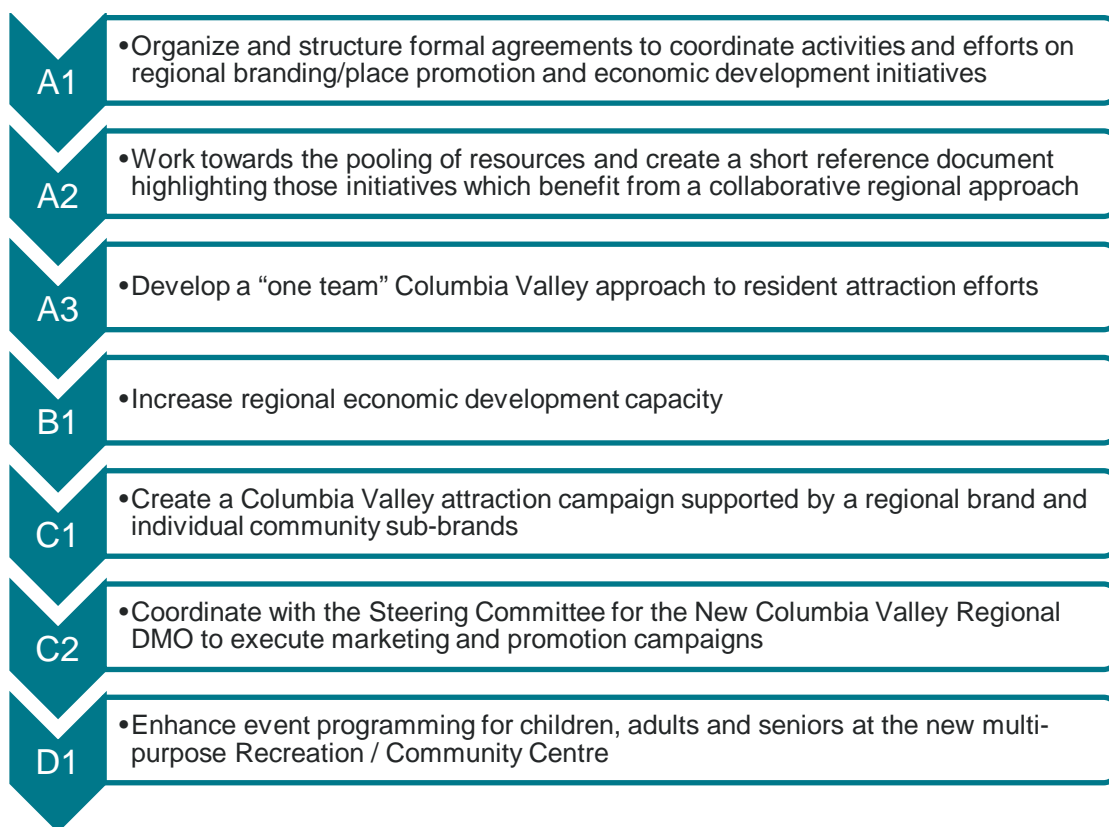 A1
•Organize and structure formal agreements to coordinate activities and efforts on
regional branding/place promotion and economic development initiatives
A2
•Work towards the pooling of resources and create a short reference document
highlighting those initiatives which benefit from a collaborative regional approach
A3
•Develop a “one team” Columbia Valley approach to resident attraction efforts
B1
•Increase regional economic development capacity
C1
•Create a Columbia Valley attraction campaign supported by a regional brand and
individual community sub-brands
C2
•Coordinate with the Steering Committee for the New Columbia Valley Regional
DMO to execute marketing and promotion campaigns
D1
•Enhance event programming for children, adults and seniors at the new multi-
purpose Recreation / Community Centre